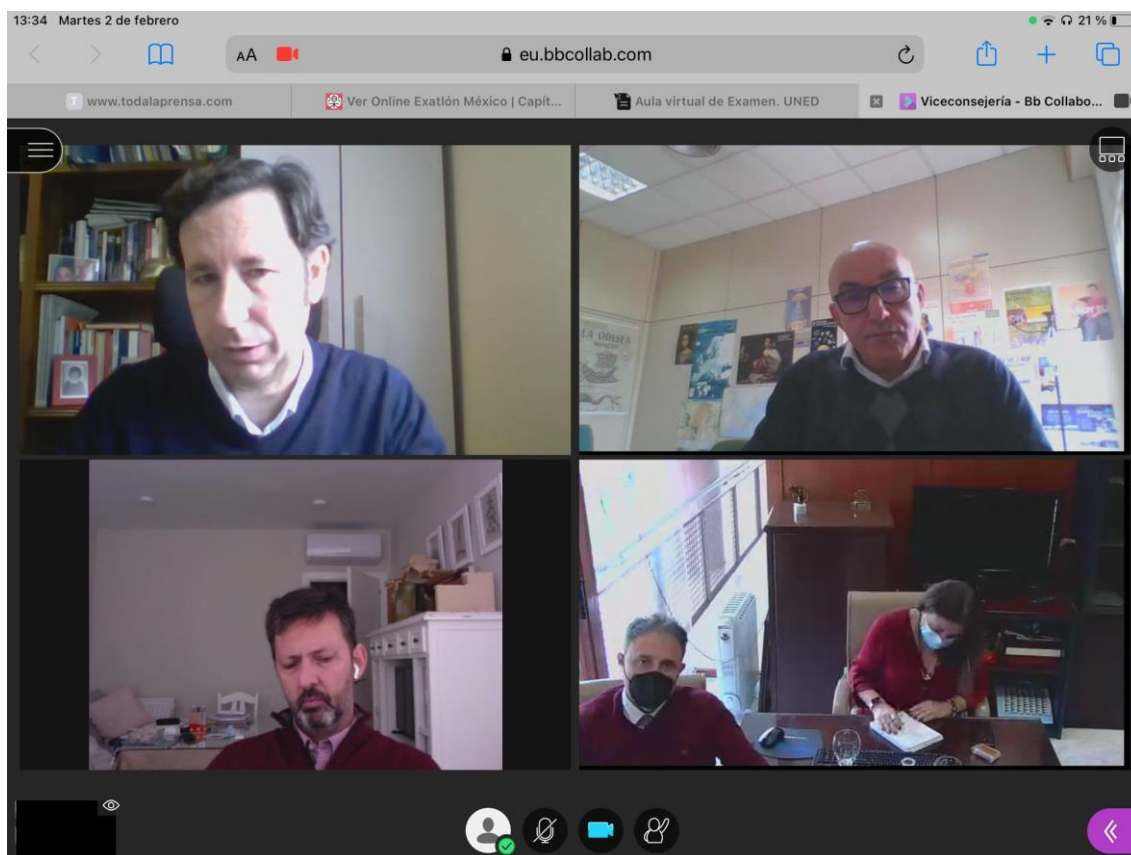 13:34 Martes 2 de febrero
21 %
AA
eu.bbcollab.com
T www.todalaprensa.com
Ver Online Exatlón México | Capít...
Aula virtual de Examen. UNED
Viceconsejería - Bb Collabo...
LA ODISEA